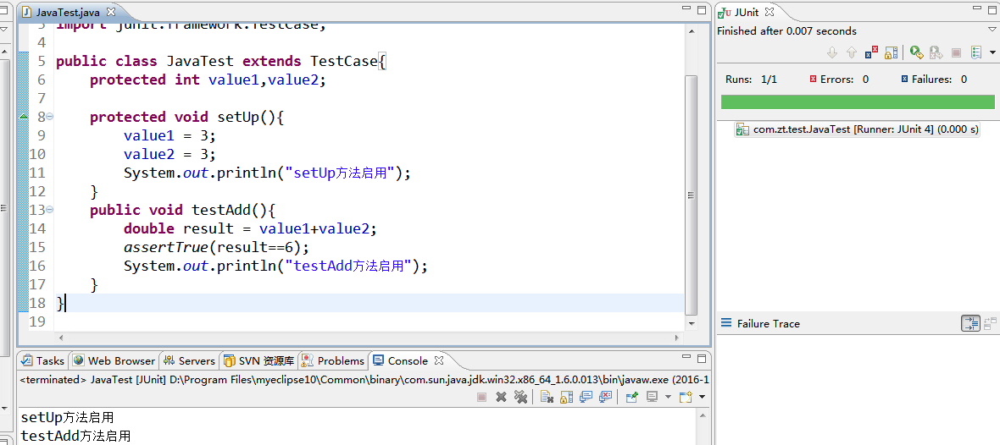 JavaTest.java
3 import junit.framework.TestCase;
4
5 public class JavaTest extends TestCase{
6 protected int value1,value2;
7
8 protected void setUp(){
9 value1 = 3;
10 value2 = 3;
11 System.out.println("setUp方法启用");
12 }
13 public void testAdd(){
14 double result = value1+value2;
15 assertTrue(result==6);
16 System.out.println("testAdd方法启用");
17 }
18 }
19
Tasks Web Browser Servers SVN 资源库 Problems Console
<terminated> JavaTest [JUnit] D:\Program Files\myeclipse10\Common\binary\com.sun.java.jdk.win32.x86_64_1.6.0.013\bin\javaw.exe (2016-1
setUp方法启用
testAdd方法启用
JUnit
Finished after 0.007 seconds
Runs: 1/1 Errors: 0 Failures: 0
com.zt.test.JavaTest [Runner: JUnit 4] (0.000 s)
Failure Trace